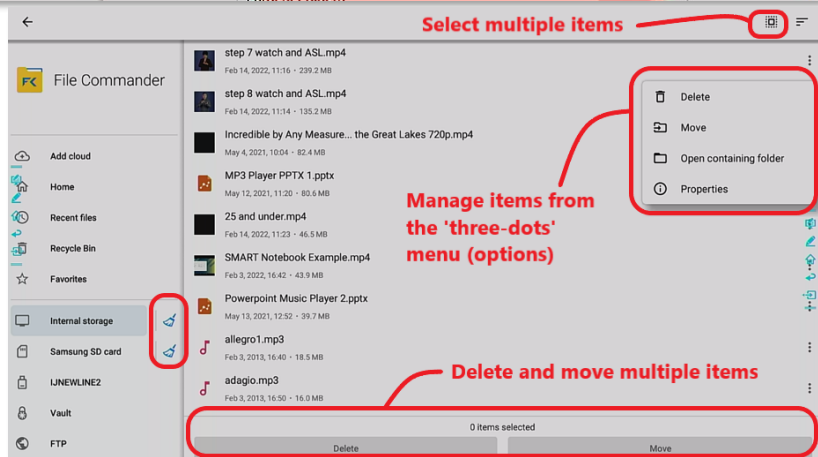 Select multiple items
File Commander
Add cloud
Home
Recent files
Recycle Bin
Favorites
Internal storage
Samsung SD card
IJNEWLINE2
Vault
FTP
step 7 watch and ASL.mp4
Feb 14, 2022, 11:16 · 239.2 MB
step 8 watch and ASL.mp4
Feb 14, 2022, 11:14 · 135.2 MB
Incredible by Any Measure... the Great Lakes 720p.mp4
May 4, 2021, 10:04 · 82.4 MB
MP3 Player PPTX 1.pptx
May 12, 2021, 11:20 · 80.6 MB
25 and under.mp4
Feb 14, 2022, 11:23 · 46.5 MB
SMART Notebook Example.mp4
Feb 3, 2022, 16:42 · 43.9 MB
Powerpoint Music Player 2.pptx
May 13, 2021, 12:52 · 39.7 MB
allegro1.mp3
Feb 3, 2013, 16:40 · 18.5 MB
adagio.mp3
Feb 3, 2013, 16:50 · 16.0 MB
Delete
Move
Open containing folder
Properties
Manage items from
the 'three-dots'
menu (options)
Delete and move multiple items
0 items selected
Delete
Move